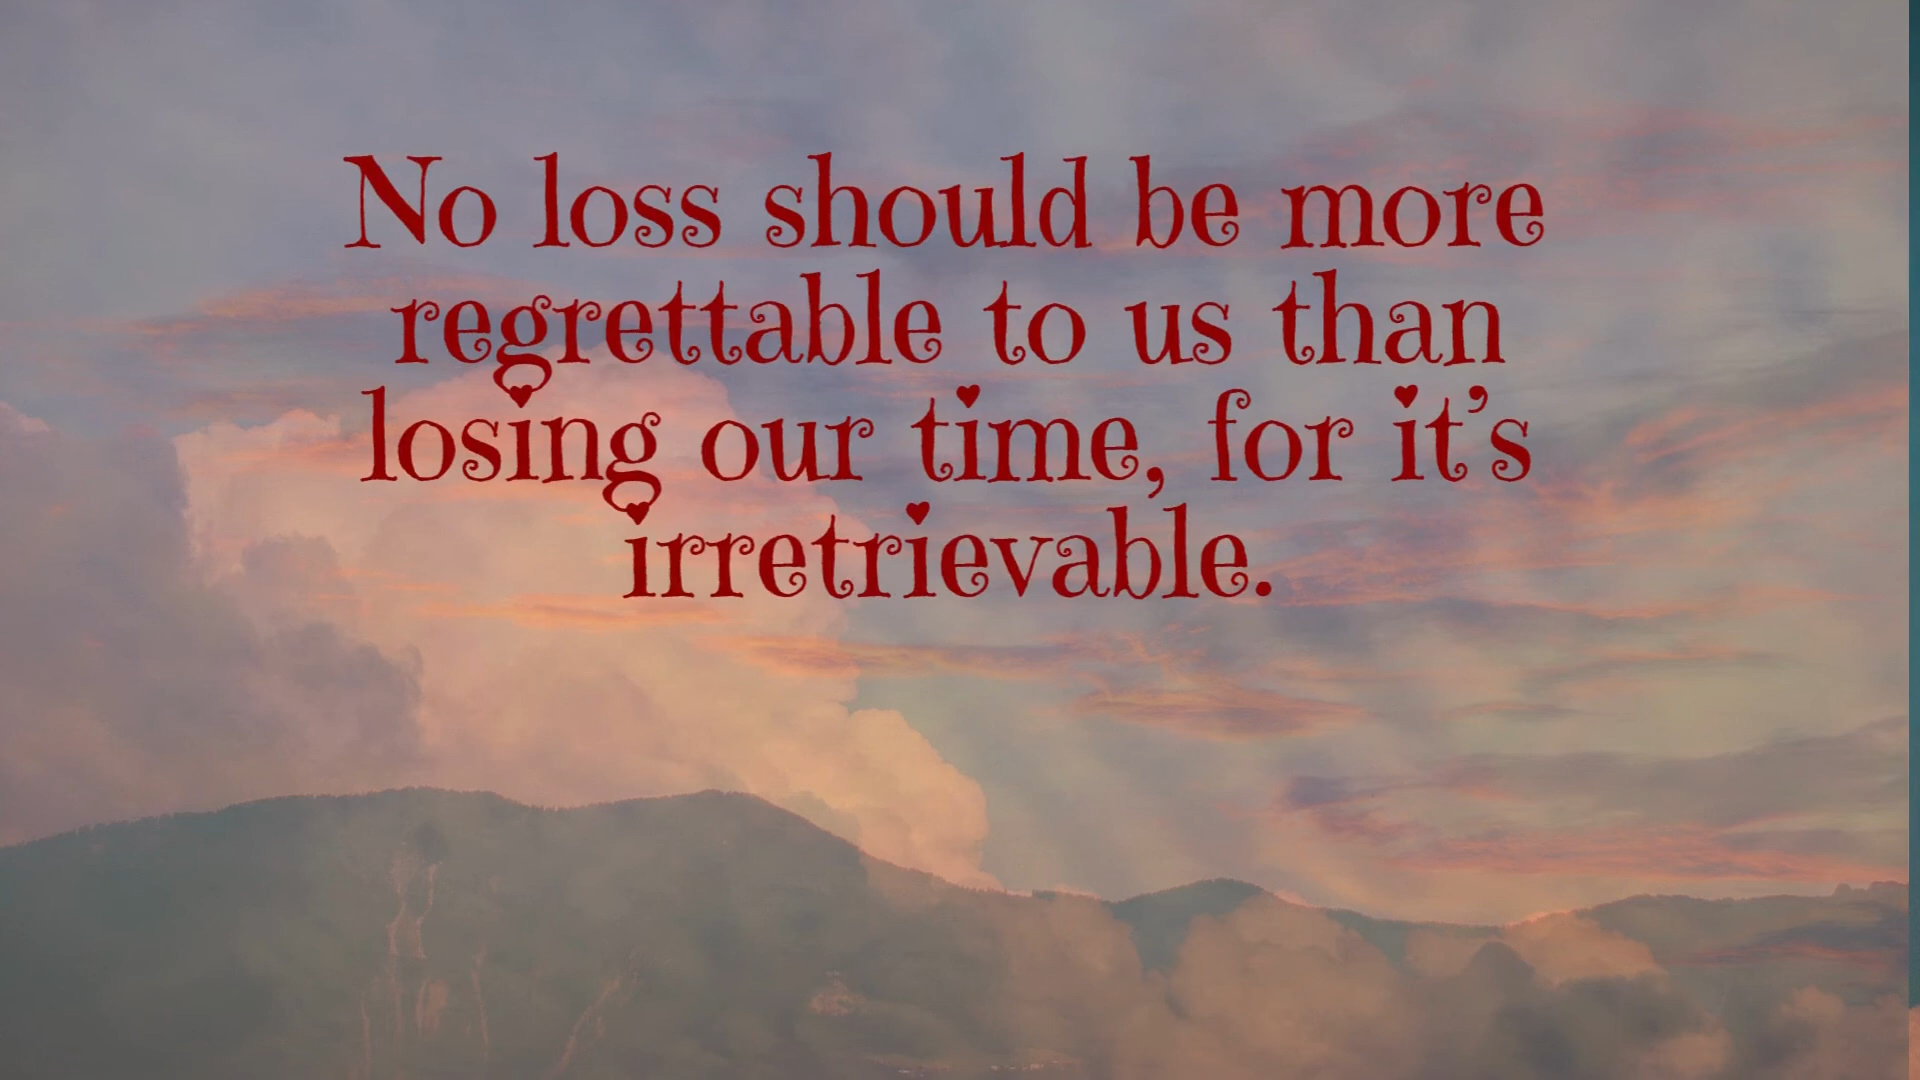 No loss should be more
regrettable to us than
losing our time, for it's
irretrievable.